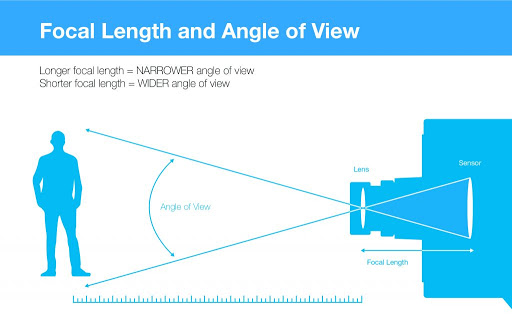 Focal Length and Angle of View
Longer focal length = NARROWER angle of view
Shorter focal length = WIDER angle of view
Lens
Sensor
Angle of View
Focal Length